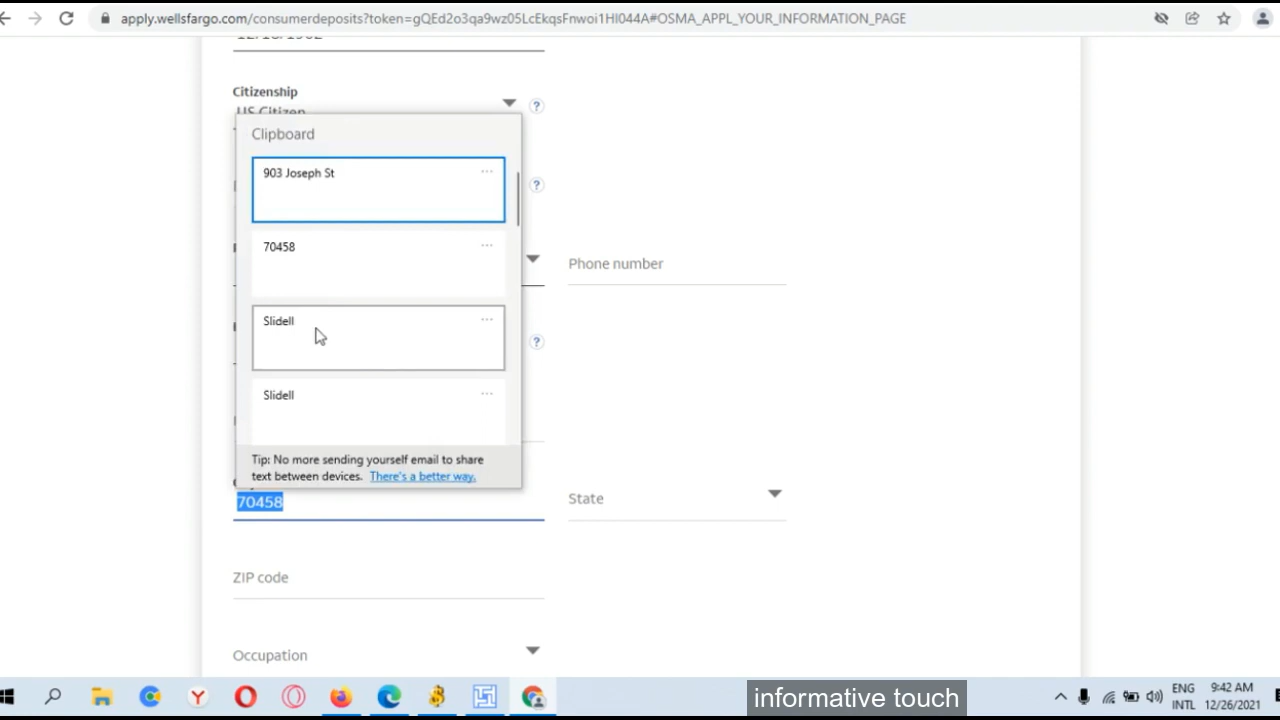 apply.wellsfargo.com/consumerdeposits?token=gQEd2o3qa9wz05LcEkqsFnwoi1HI044A#OSMA_APPL_YOUR_INFORMATION_PAGE
Citizenship
US Citizen
?
Clipboard
903 Joseph St
...
?
70458
...
Phone number
Slidell
...
?
Slidell
...
Tip: No more sending yourself email to share
text between devices. There's a better way.
70458
State
ZIP code
Occupation
informative touch
ENG
INTL
9:42 AM
12/26/2021